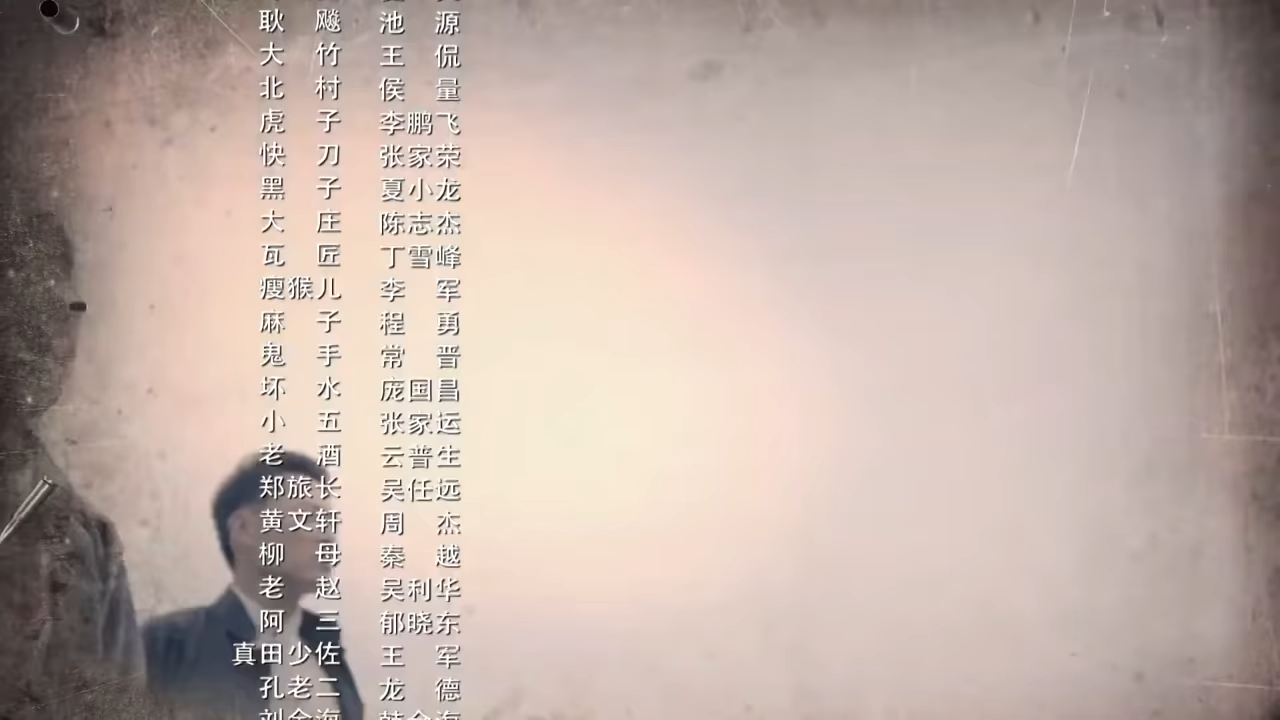 耿飚 池源
大竹 王侃
北村 侯量
虎子 李鹏飞
快刀 张家荣
黑子 夏小龙
大庄 陈志杰
瓦匠 丁雪峰
瘦猴儿 李军
麻子 程勇
鬼手 常晋
坏水 庞国昌
小五 张家运
老酒 云普生
郑旅长 吴任远
黄文轩 周杰
柳母 秦越
老赵 吴利华
阿三 郁晓东
真田少佐 王军
孔老二 龙德
刘金海